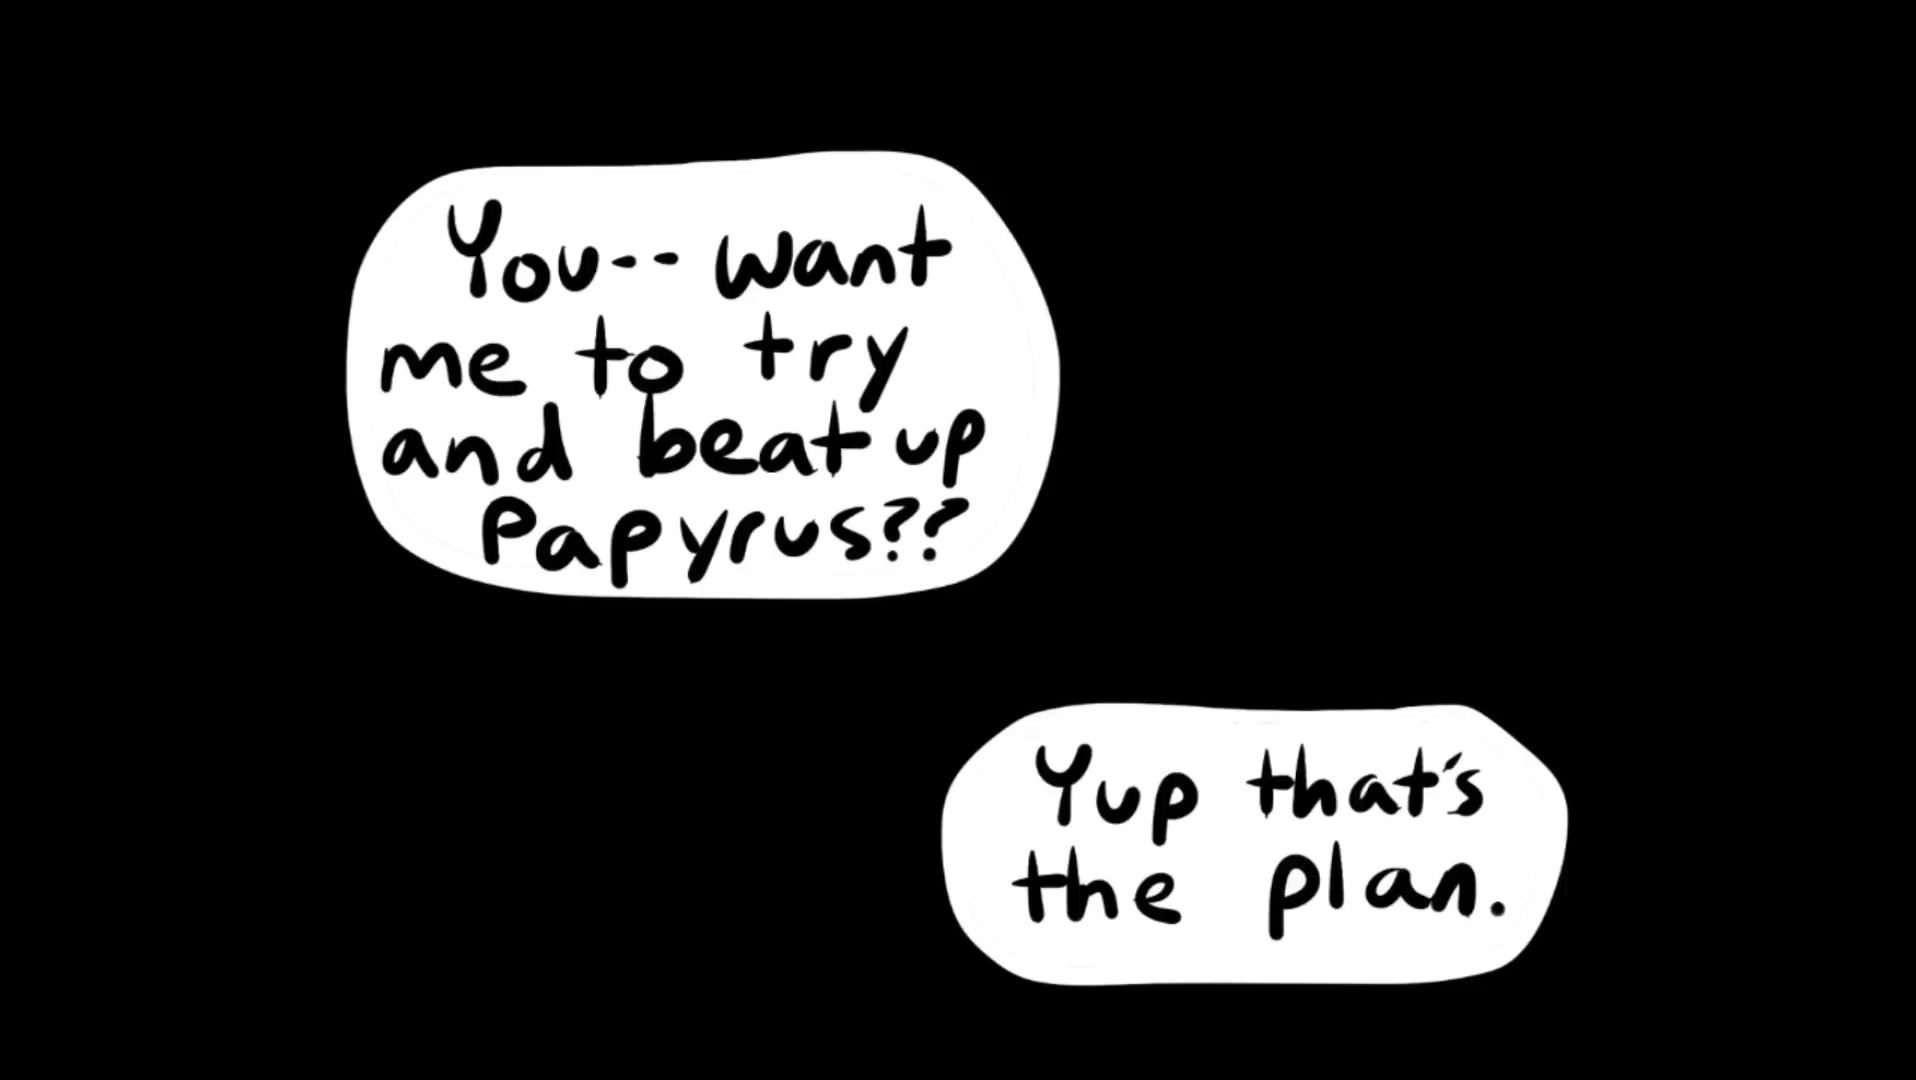 You-- want
me to try
and beat up
Papyrus??
Yup that's
the plan.